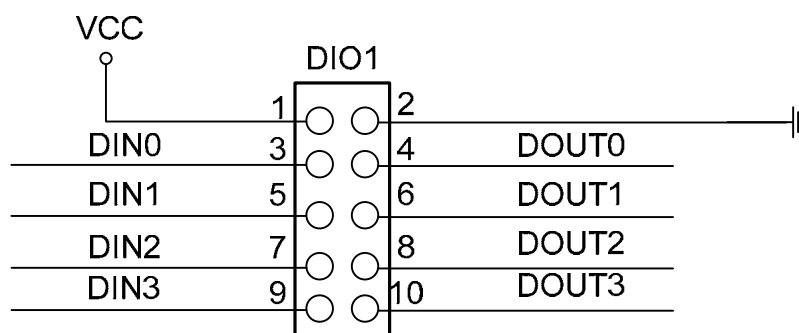 VCC
DIO1
1 2
DIN0 3 4 DOUT0
DIN1 5 6 DOUT1
DIN2 7 8 DOUT2
DIN3 9 10 DOUT3